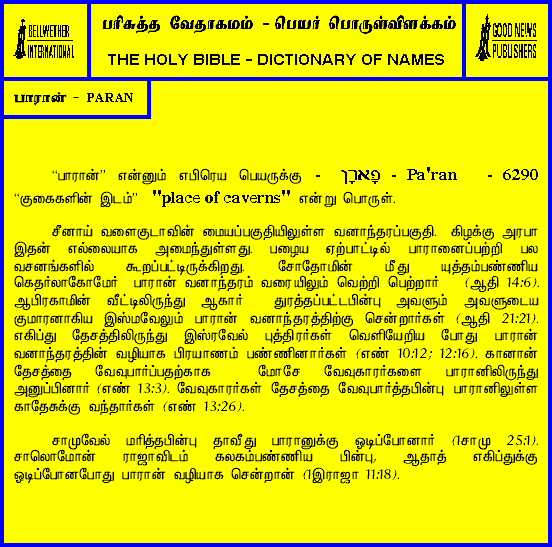 BELLWETHER
INTERNATIONAL
பரிசுத்த வேதாகமம் - பெயர் பொருள்விளக்கம்
THE HOLY BIBLE - DICTIONARY OF NAMES
GOOD NEWS
PUBLISHERS
பாரான் - PARAN
“பாரான்” என்னும் எபிரெய பெயருக்கு - פָּארָן - Pa'ran - 6290
“குகைகளின் இடம்” "place of caverns" என்று பொருள்.
சீனாய் வளைகுடாவின் மையப்பகுதியிலுள்ள வனாந்தரப்பகுதி. கிழக்கு அரபா
இதன் எல்லையாக அமைந்துள்ளது. பழைய ஏற்பாட்டில் பாரானைப்பற்றி பல
வசனங்களில் கூறப்பட்டிருக்கிறது. சோதோமின் மீது யுத்தம்பண்ணிய
கெதர்லாகோமேர் பாரான் வனாந்தரம் வரையிலும் வெற்றி பெற்றார் (ஆதி 14:6).
ஆபிரகாமின் வீட்டிலிருந்து ஆகார் துரத்தப்பட்டபின்பு அவளும் அவளுடைய
குமாரனாகிய இஸ்மவேலும் பாரான் வனாந்தரத்திற்கு சென்றார்கள் (ஆதி 21:21).
எகிப்து தேசத்திலிருந்து இஸ்ரவேல் புத்திரர்கள் வெளியேறிய போது பாரான்
வனாந்தரத்தின் வழியாக பிரயாணம் பண்ணினார்கள் (எண் 10:12; 12:16). கானான்
தேசத்தை வேவுபார்ப்பதற்காக மோசே வேவுகாரர்களை பாரானிலிருந்து
அனுப்பினார் (எண் 13:3). வேவுகாரர்கள் தேசத்தை வேவுபார்த்தபின்பு பாரானிலுள்ள
காதேசுக்கு வந்தார்கள் (எண் 13:26).
சாமுவேல் மரித்தபின்பு தாவீது பாரானுக்கு ஓடிப்போனார் (1சாமு 25:1).
சாலொமோன் ராஜாவிடம் கலகம்பண்ணிய பின்பு, ஆதாத் எகிப்துக்கு
ஓடிப்போனபோது பாரான் வழியாக சென்றான் (1இராஜா 11:18).